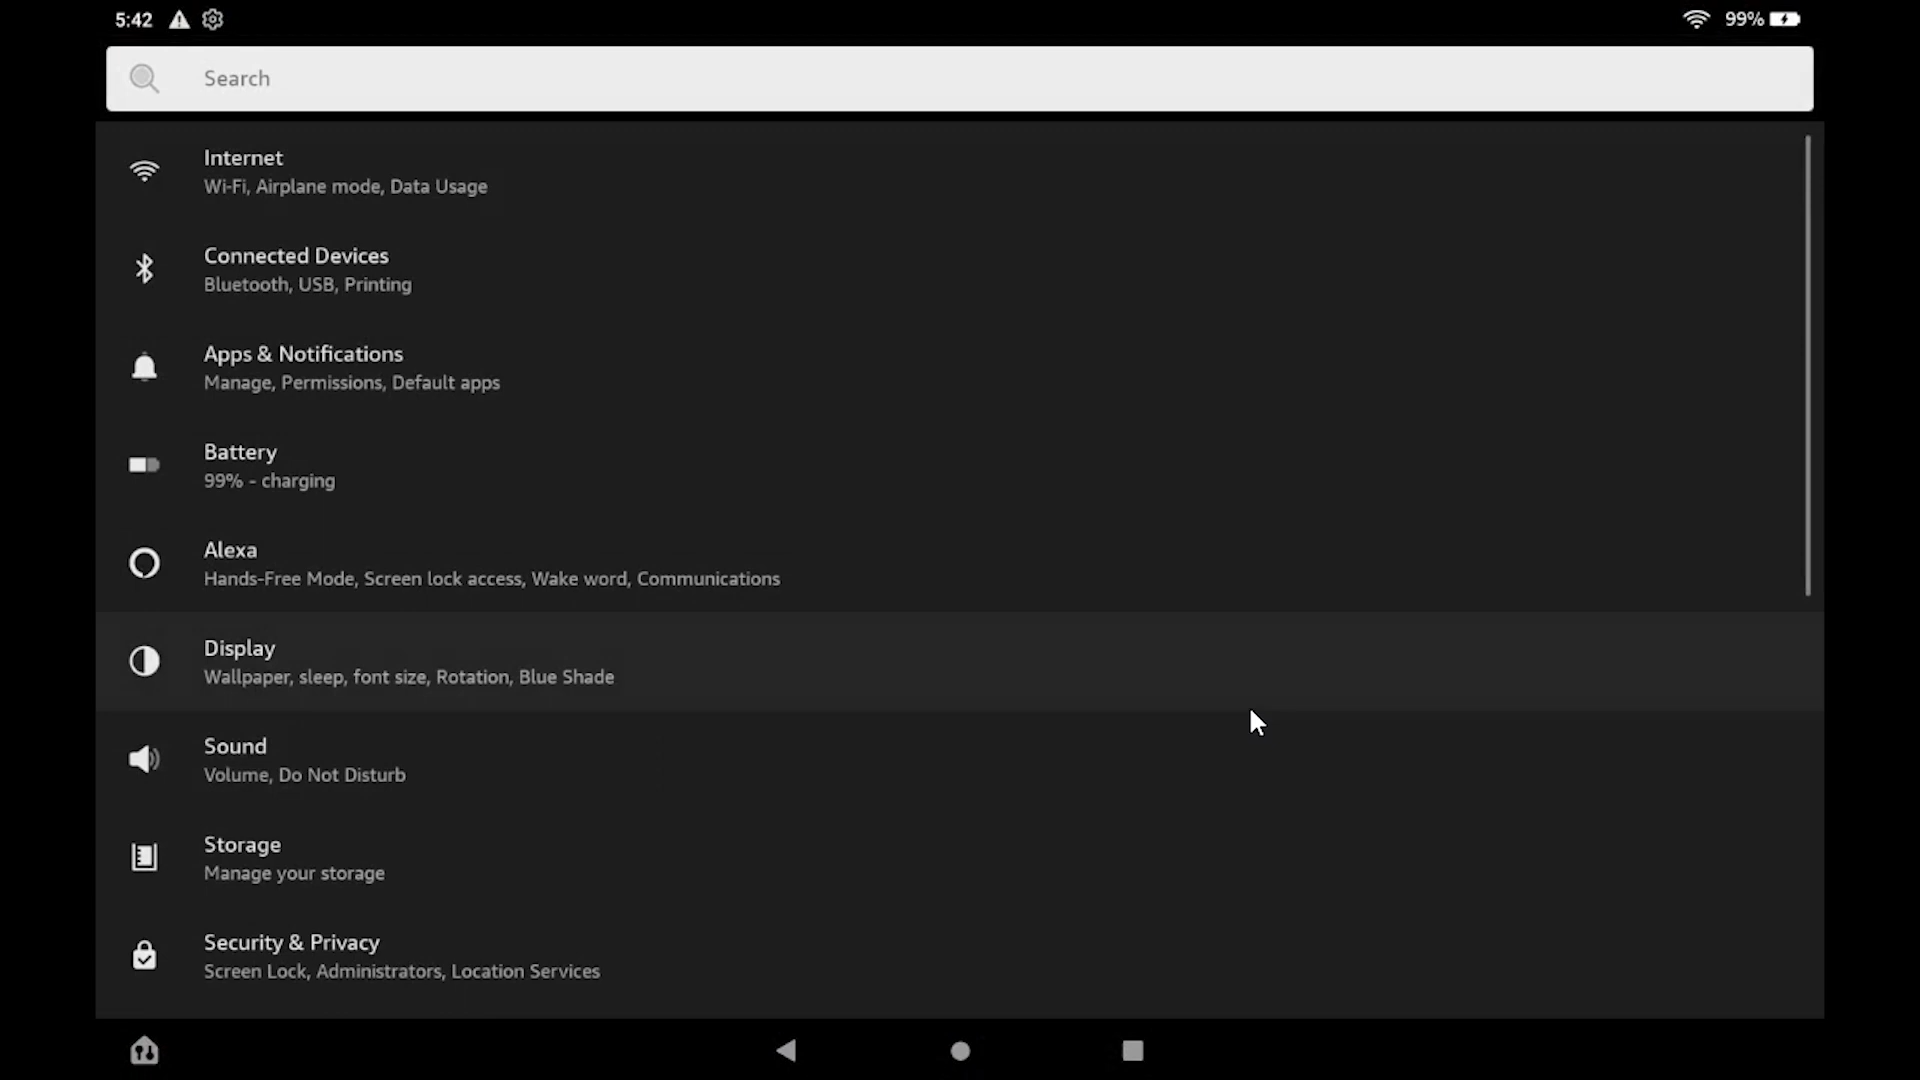 5:42
99%
Search
Internet
Wi-Fi, Airplane mode, Data Usage
Connected Devices
Bluetooth, USB, Printing
Apps & Notifications
Manage, Permissions, Default apps
Battery
99% - charging
Alexa
Hands-Free Mode, Screen lock access, Wake word, Communications
Display
Wallpaper, sleep, font size, Rotation, Blue Shade
Sound
Volume, Do Not Disturb
Storage
Manage your storage
Security & Privacy
Screen Lock, Administrators, Location Services